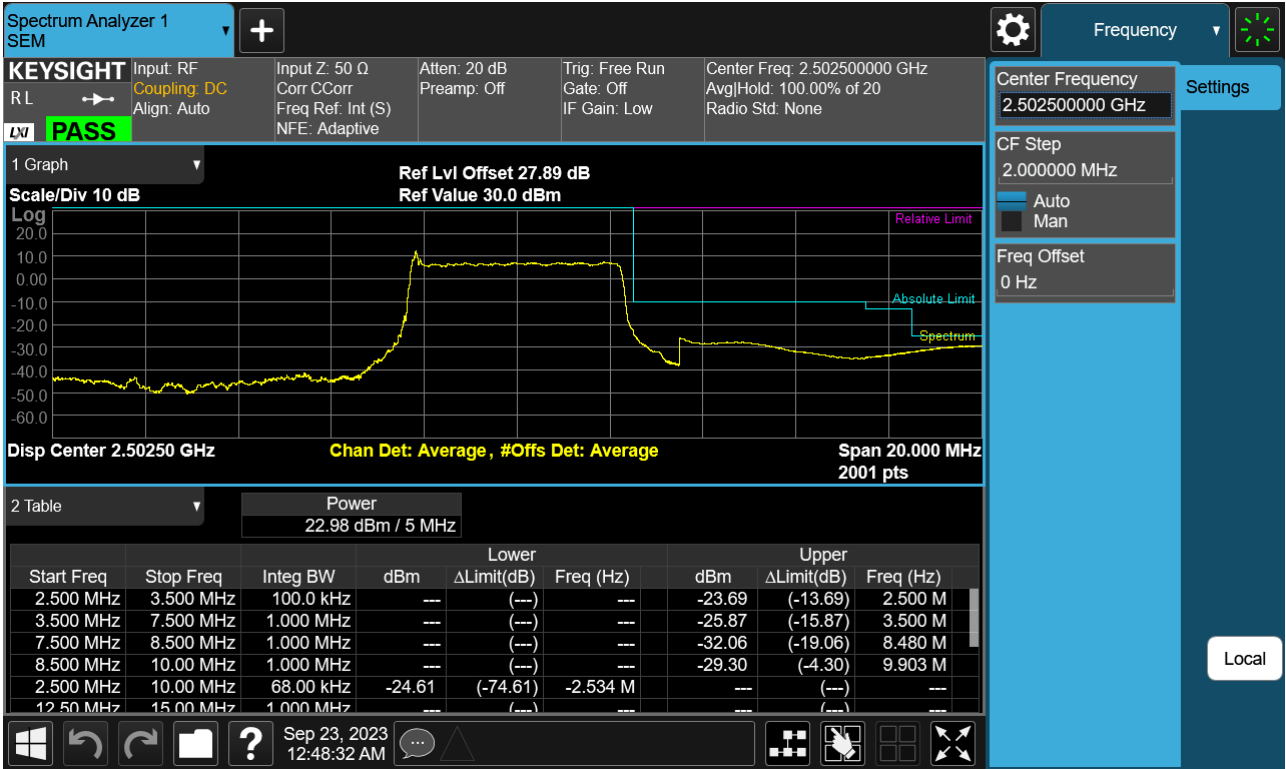 Spectrum Analyzer 1
SEM
Frequency
KEYSIGHT
R L
LXI PASS
Input: RF
Coupling: DC
Align: Auto
Input Z: 50 Ω
Corr CCorr
Freq Ref: Int (S)
NFE: Adaptive
Atten: 20 dB
Preamp: Off
Trig: Free Run
Gate: Off
IF Gain: Low
Center Freq: 2.502500000 GHz
Avg|Hold: 100.00% of 20
Radio Std: None
Center Frequency
2.502500000 GHz
Settings
CF Step
2.000000 MHz
Auto
Man
Freq Offset
0 Hz
Local
1 Graph
Ref Lvl Offset 27.89 dB
Scale/Div 10 dB
Ref Value 30.0 dBm
Log
20.0
10.0
0.00
-10.0
-20.0
-30.0
-40.0
-50.0
-60.0
Relative Limit
Absolute Limit
Spectrum
Disp Center 2.50250 GHz
Chan Det: Average , #Offs Det: Average
Span 20.000 MHz
2001 pts
2 Table
Power
22.98 dBm / 5 MHz
Lower Upper
Start Freq Stop Freq Integ BW dBm ΔLimit(dB) Freq (Hz) dBm ΔLimit(dB) Freq (Hz)
2.500 MHz 3.500 MHz 100.0 kHz --- (---) --- -23.69 (-13.69) 2.500 M
3.500 MHz 7.500 MHz 1.000 MHz --- (---) --- -25.87 (-15.87) 3.500 M
7.500 MHz 8.500 MHz 1.000 MHz --- (---) --- -32.06 (-19.06) 8.480 M
8.500 MHz 10.00 MHz 1.000 MHz --- (---) --- -29.30 (-4.30) 9.903 M
2.500 MHz 10.00 MHz 68.00 kHz -24.61 (-74.61) -2.534 M --- (---) ---
12.50 MHz 15.00 MHz 1.000 MHz --- (---) --- --- (---) ---
Sep 23, 2023
12:48:32 AM